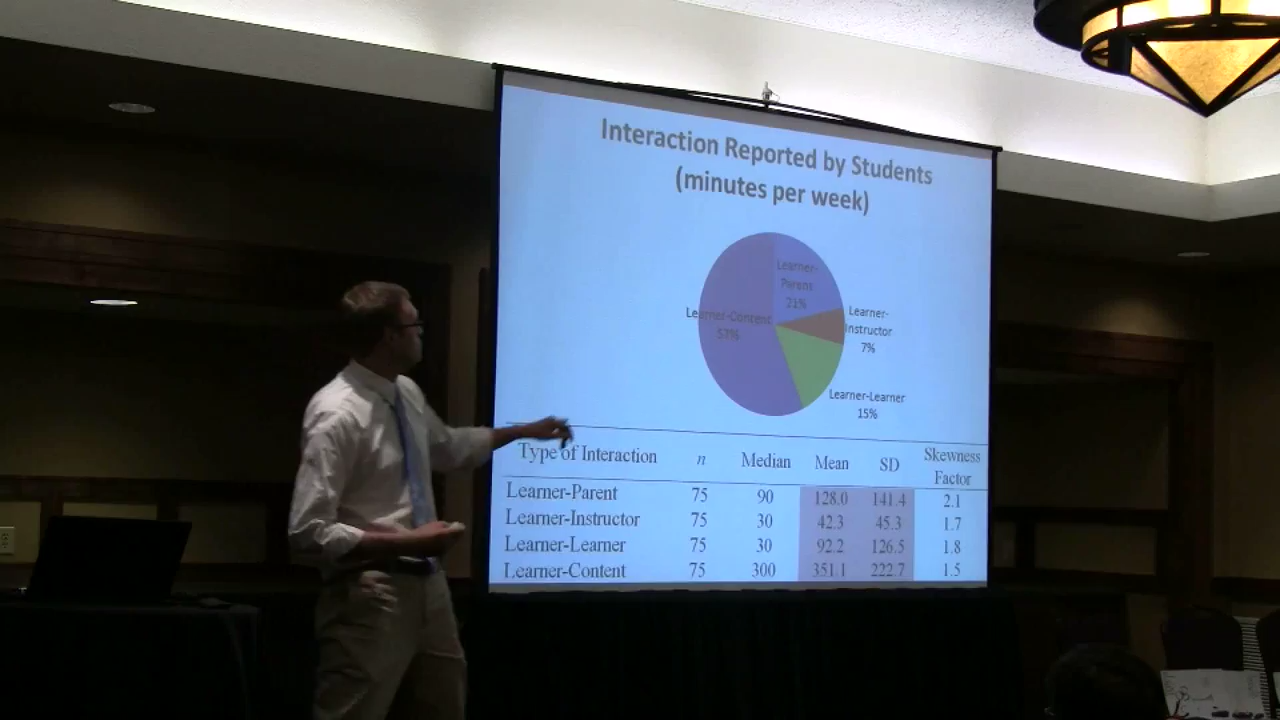 Interaction Reported by Students
(minutes per week)
Learner-
Parent
21%
Learner-
Instructor
7%
Learner-Content
57%
Learner-Learner
15%
Type of Interaction n Median Mean SD Skewness Factor
Learner-Parent 75 90 128.0 141.4 2.1
Learner-Instructor 75 30 42.3 45.3 1.7
Learner-Learner 75 30 92.2 126.5 1.8
Learner-Content 75 300 351.1 222.7 1.5